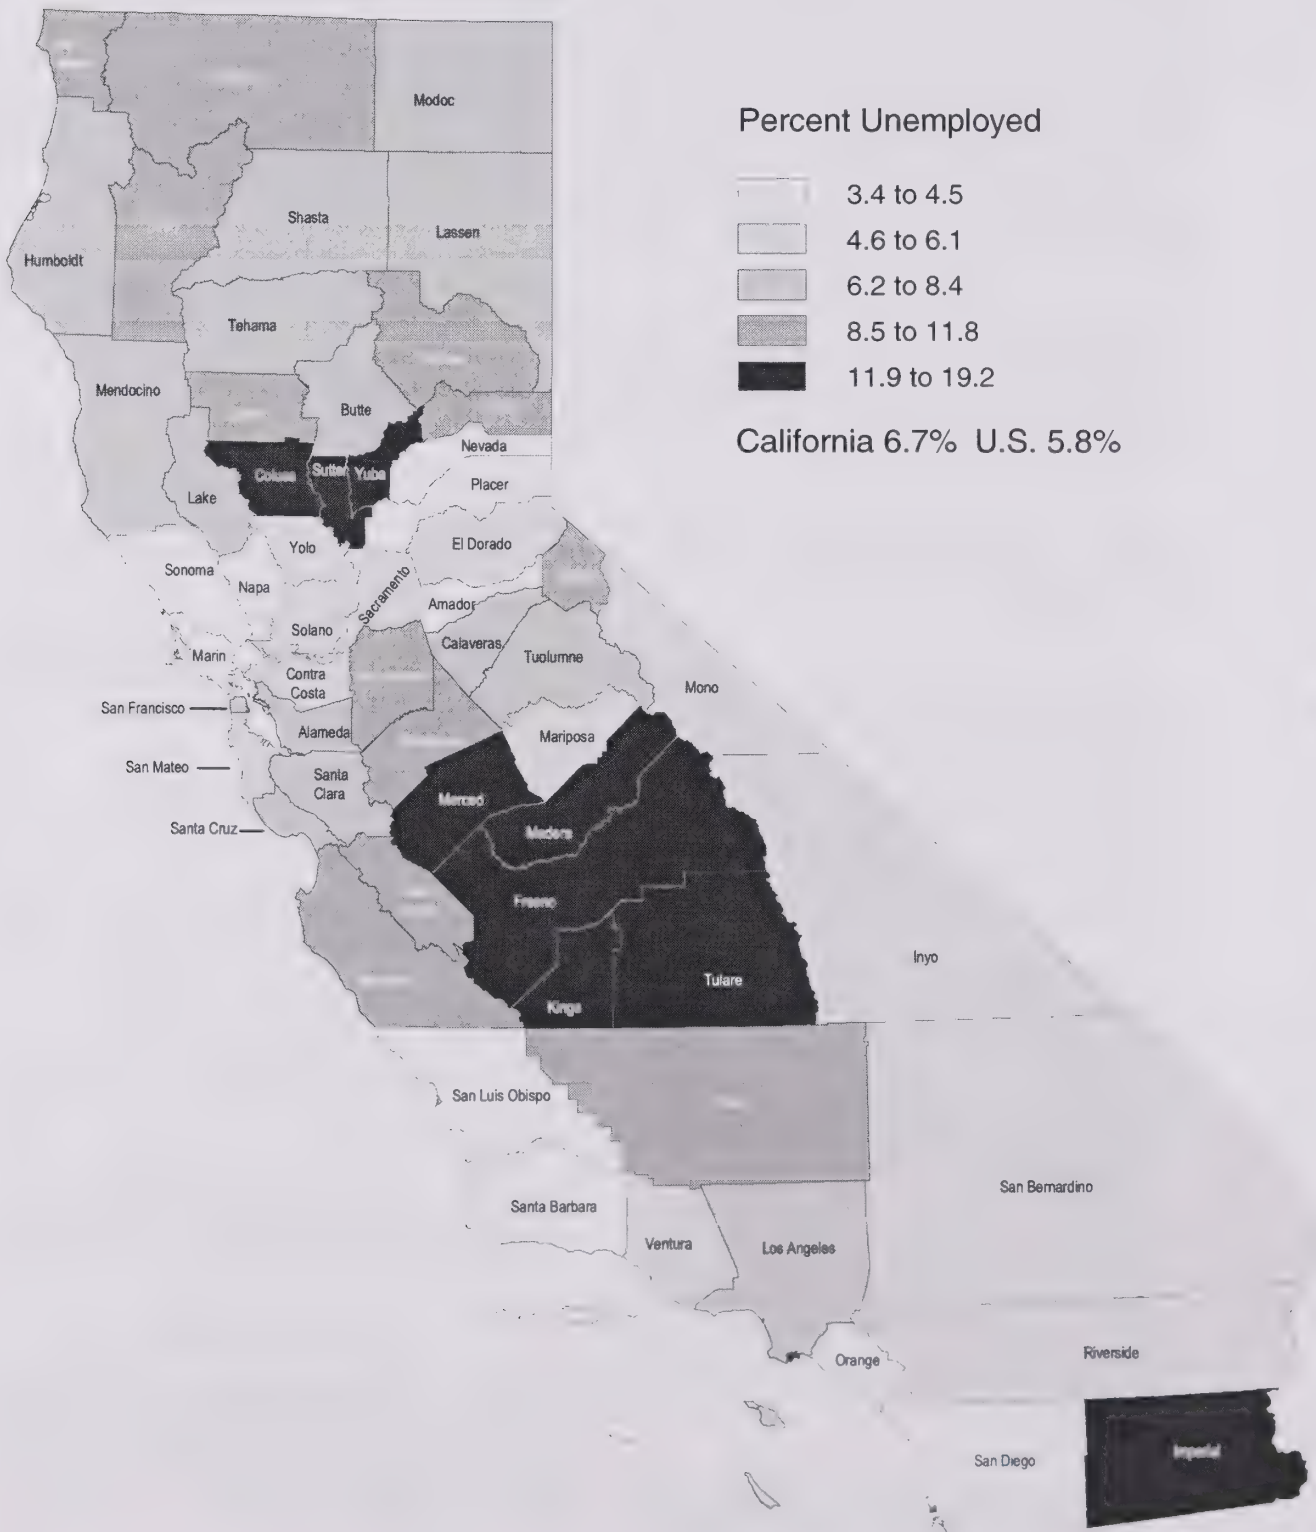 Percent Unemployed
3.4 to 4.5
4.6 to 6.1
6.2 to 8.4
8.5 to 11.8
11.9 to 19.2
California 6.7% U.S. 5.8%
Modoc
Shasta
Lassen
Humboldt
Tehama
Mendocino
Butte
Nevada
Colusa
Sutter
Yuba
Placer
Lake
Yolo
El Dorado
Sonoma
Napa
Sacramento
Amador
Solano
Calaveras
Marin
Tuolumne
Contra
Costa
Mono
San Francisco
Alameda
Mariposa
San Mateo
Santa
Clara
Merced
Santa Cruz
Madera
Fresno
Inyo
Tulare
Kings
San Luis Obispo
San Bernardino
Santa Barbara
Ventura
Los Angeles
Riverside
Orange
Imperial
San Diego